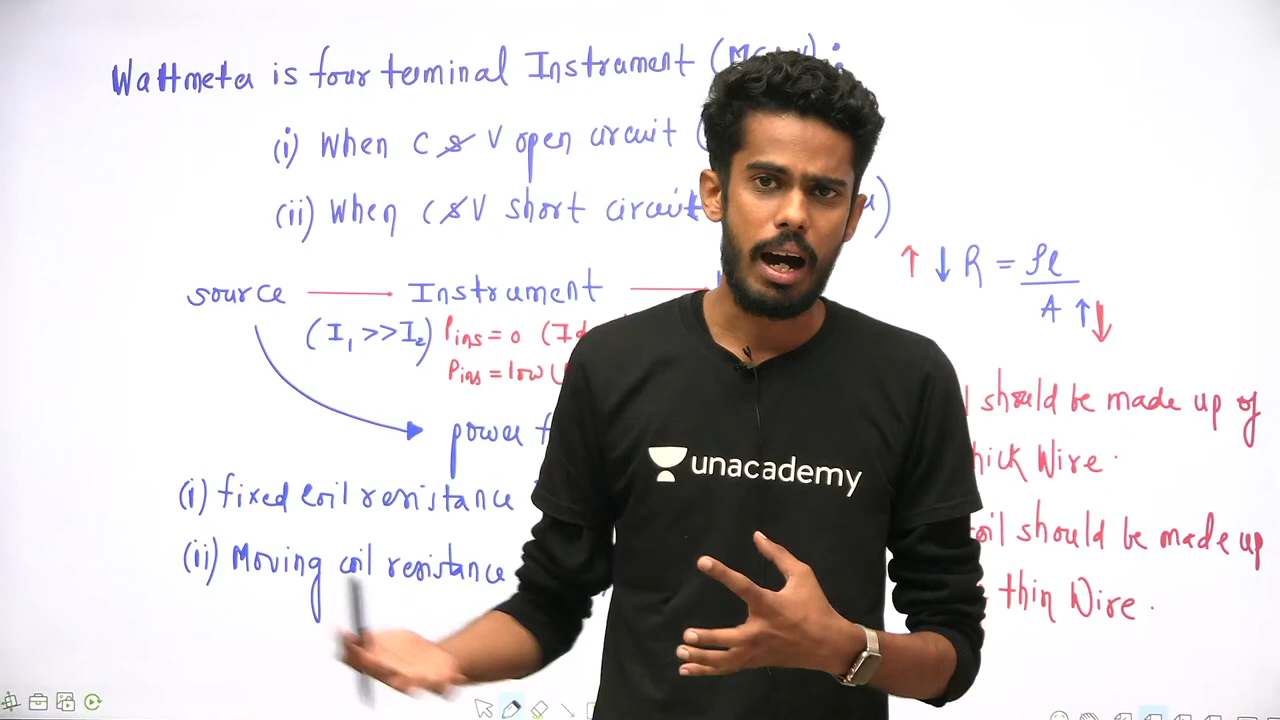 Wattmeter is four terminal Instrument ( :
(i) When C & V open circuit (
(ii) When C & V short circuit
source Instrument
(I₁ >> I₂) Pins = 0 (
Pins = low (
power
(i) fixed coil resistance
(ii) Moving coil resistance
↑ ↓ R = ρl / A ↑ ↓
should be made up of
Wire.
should be made up
thin Wire.
unacademy